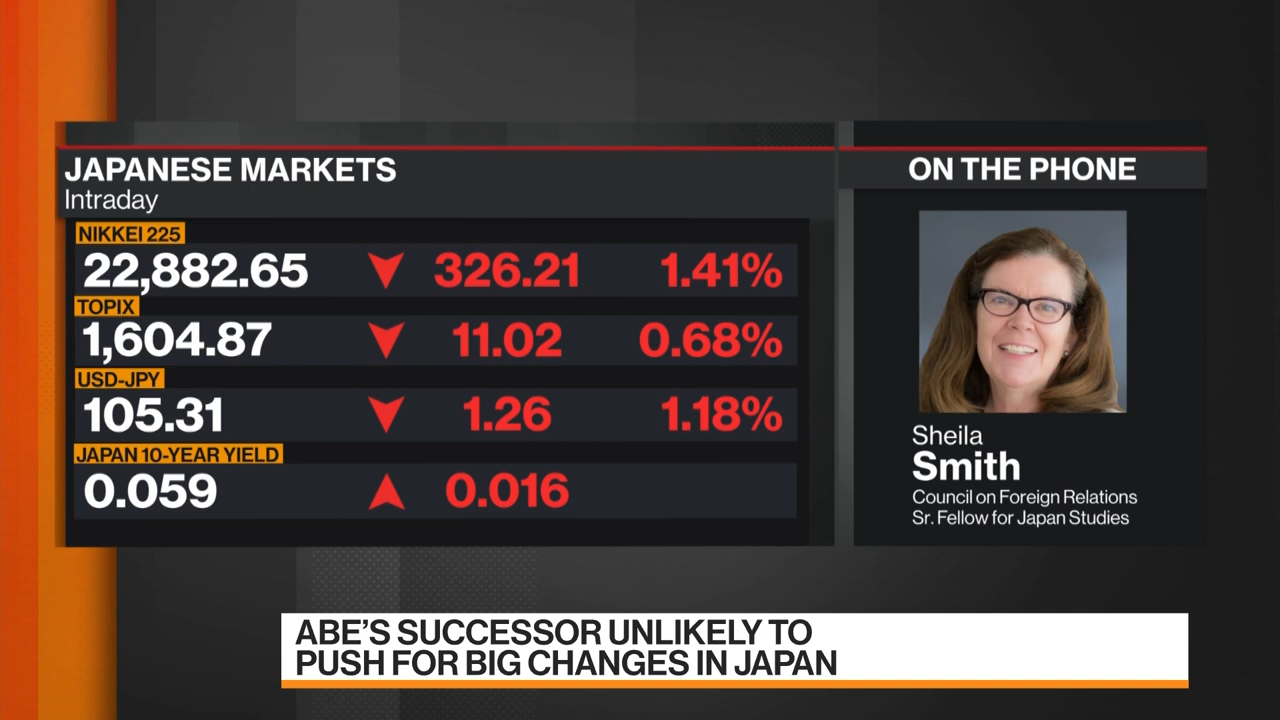 JAPANESE MARKETS
Intraday
NIKKEI 225
22,882.65 326.21 1.41%
TOPIX
1,604.87 11.02 0.68%
USD-JPY
105.31 1.26 1.18%
JAPAN 10-YEAR YIELD
0.059 0.016
ON THE PHONE
Sheila
Smith
Council on Foreign Relations
Sr. Fellow for Japan Studies
ABE'S SUCCESSOR UNLIKELY TO
PUSH FOR BIG CHANGES IN JAPAN